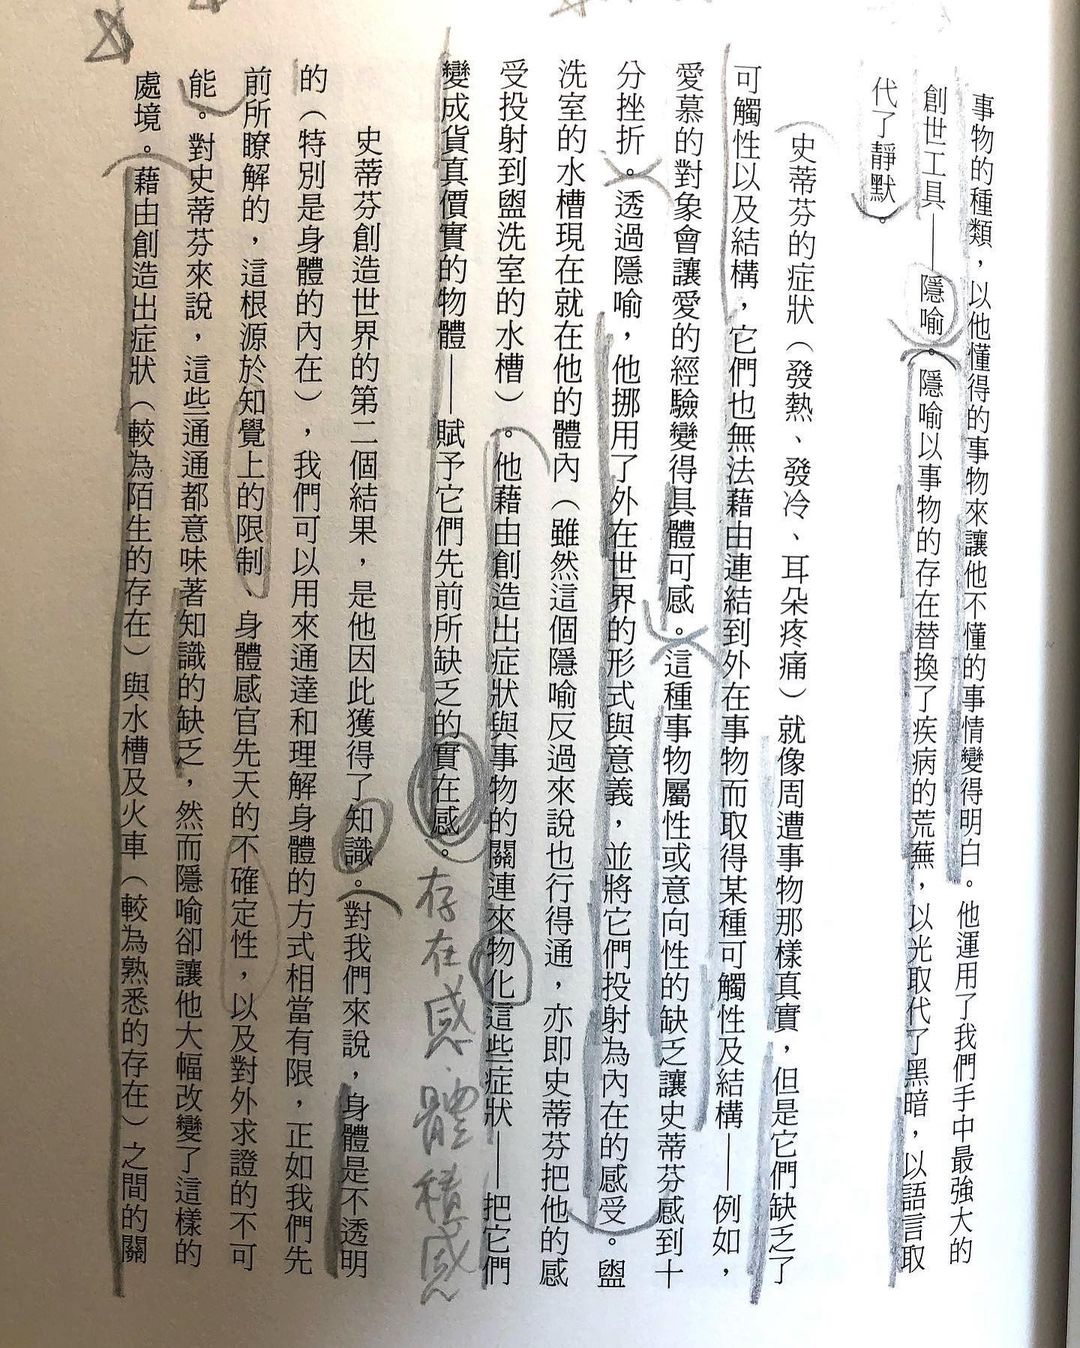 事物的種類，以他懂得的事物來讓他不懂的事情變得明白。他運用了我們手中最強大的
創世工具——隱喻。隱喻以事物的存在替換了疾病的荒蕪，以光取代了黑暗，以語言取
代了靜默。
史蒂芬的症狀（發熱、發冷、耳朵疼痛）就像周遭事物那樣真實，但是它們缺乏了
可觸性以及結構，它們也無法藉由連結到外在事物而取得某種可觸性及結構——例如，
愛慕的對象會讓愛的經驗變得具體可感。這種事物屬性或意向性的缺乏讓史蒂芬感到十
分挫折。透過隱喻，他挪用了外在世界的形式與意義，並將它們投射為內在的感受。盥
洗室的水槽現在就在他的體內（雖然這個隱喻反過來說也行得通，亦即史蒂芬把他的感
受投射到盥洗室的水槽）。他藉由創造出症狀與事物的關連來物化這些症狀——把它們
變成貨真價實的物體——賦予它們先前所缺乏的實在感。
存在感·體積感
史蒂芬創造世界的第二個結果，是他因此獲得了知識。對我們來說，身體是不透明
的（特別是身體的內在），我們可以用來通達和理解身體的方式相當有限，正如我們先
前所瞭解的，這根源於知覺上的限制　身體感官先天的不確定性，以及對外求證的不可
能。對史蒂芬來說，這些通通都意味著知識的缺乏，然而隱喻卻讓他大幅改變了這樣的
處境。藉由創造出症狀（較為陌生的存在）與水槽及火車（較為熟悉的存在）之間的關